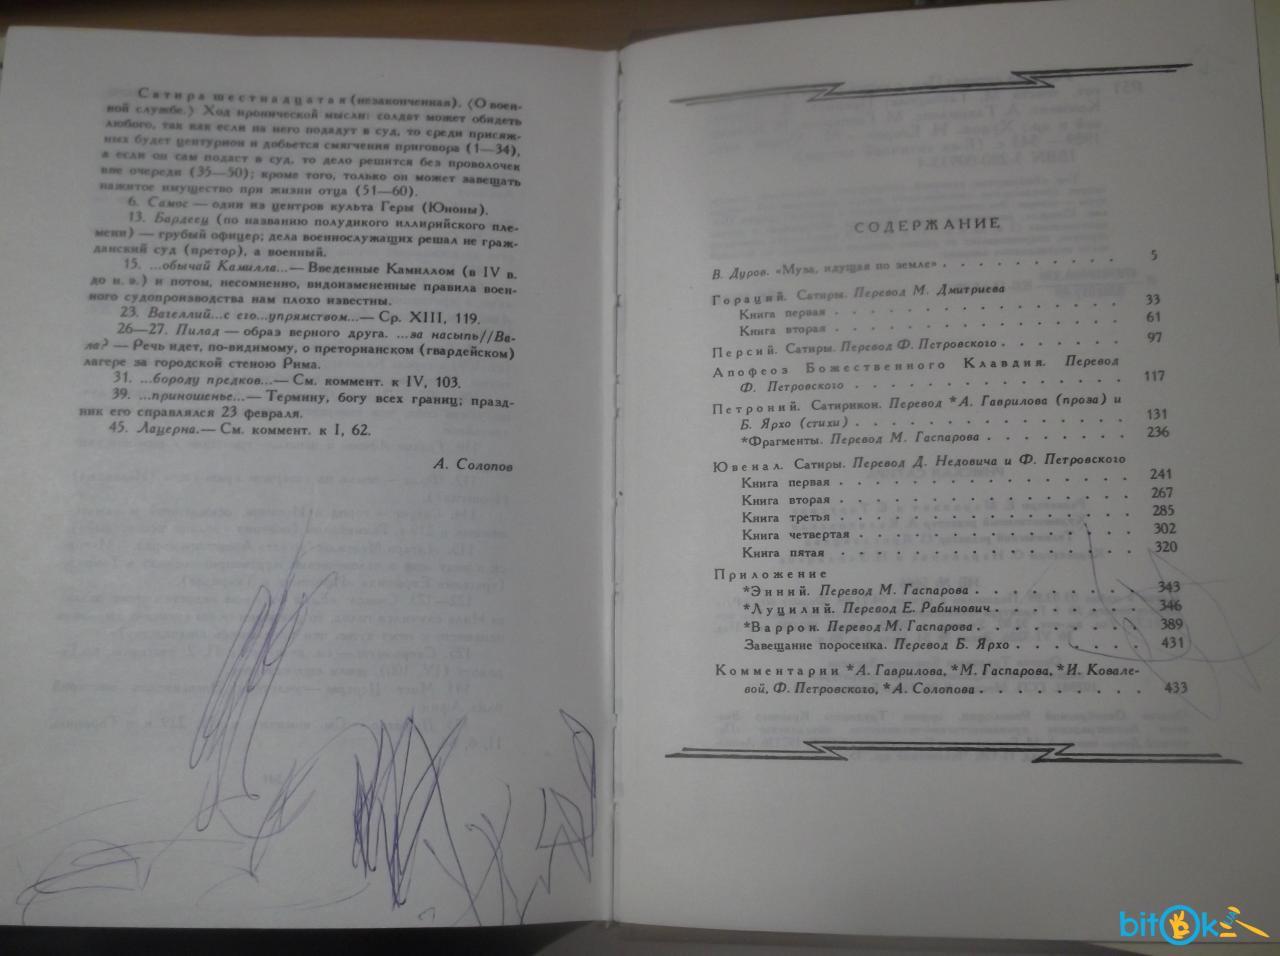 Сатира шестнадцатая (незаконченная). ⟨О воен-
ной службе.⟩ Ход иронической мысли: солдат может обидеть
любого, так как если на него подадут в суд, то среди присяж-
ных будет центурион и добьется смягчения приговора (1—34),
а если он сам подаст в суд, то дело решится без проволочек
вне очереди (35—50); кроме того, только он может завещать
нажитое имущество при жизни отца (51—60).
6. Самос — один из центров культа Геры (Юноны).
13. Бардеец (по названию полудикого иллирийского пле-
мени) — грубый офицер; дела военнослужащих решал не граж-
данский суд (претор), а военный.
15. ...обычай Камилла...— Введенные Камиллом (в IV в.
до н. э.) и потом, несомненно, видоизмененные правила воен-
ного судопроизводства нам плохо известны.
23. Вагеллий...с его...упрямством...— Ср. XIII, 119.
26—27. Пилад — образ верного друга. ...за насыпь//Ва-
ла? — Речь идет, по-видимому, о преторианском (гвардейском)
лагере за городской стеною Рима.
31. ...бороду предков...— См. коммент. к IV, 103.
39. ...приношенье...— Термину, богу всех границ; празд-
ник его справлялся 23 февраля.
45. Лацерна.— См. коммент. к I, 62.
А. Солопов
СОДЕРЖАНИЕ
В. Дуров. «Муза, идущая по земле» . . . . . . . . . . 5
Гораций. Сатиры. Перевод М. Дмитриева
Книга первая . . . . . . . . . . . . . . . . 33
Книга вторая . . . . . . . . . . . . . . . . 61
Персий. Сатиры. Перевод Ф. Петровского . . . . . . . 97
Апофеоз Божественного Клавдия. Перевод
Ф. Петровского . . . . . . . . . . . . . . . 117
Петроний. Сатирикон. Перевод *А. Гаврилова (проза) и
Б. Ярхо (стихи) . . . . . . . . . . . . . . . 131
*Фрагменты. Перевод М. Гаспарова . . . . . . . . 236
Ювенал. Сатиры. Перевод Д. Недовича и Ф. Петровского
Книга первая . . . . . . . . . . . . . . . . 241
Книга вторая . . . . . . . . . . . . . . . . 267
Книга третья . . . . . . . . . . . . . . . . 285
Книга четвертая . . . . . . . . . . . . . . . 302
Книга пятая . . . . . . . . . . . . . . . . 320
Приложение
*Энний. Перевод М. Гаспарова . . . . . . . . . 343
*Луцилий. Перевод Е. Рабинович . . . . . . . . 346
*Варрон. Перевод М. Гаспарова . . . . . . . . . 389
Завещание поросенка. Перевод Б. Ярхо . . . . . . . 431
Комментарии *А. Гаврилова, *М. Гаспарова, *И. Ковале-
вой, Ф. Петровского, *А. Солопова . . . . . . . . . 433
bitOk